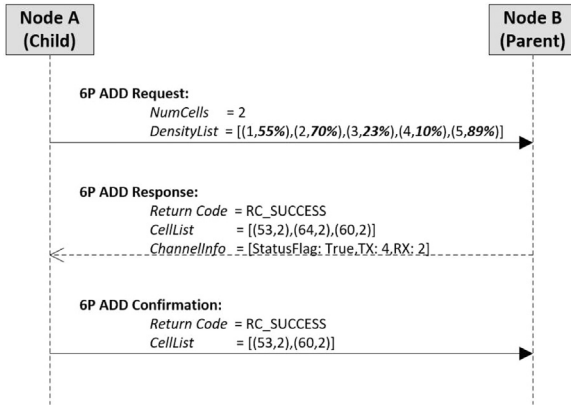 Node A
(Child)
Node B
(Parent)
6P ADD Request:
NumCells = 2
DensityList = [(1,55%),(2,70%),(3,23%),(4,10%),(5,89%)]
6P ADD Response:
Return Code = RC_SUCCESS
CellList = [(53,2),(64,2),(60,2)]
ChannelInfo = [StatusFlag: True,TX: 4,RX: 2]
6P ADD Confirmation:
Return Code = RC_SUCCESS
CellList = [(53,2),(60,2)]